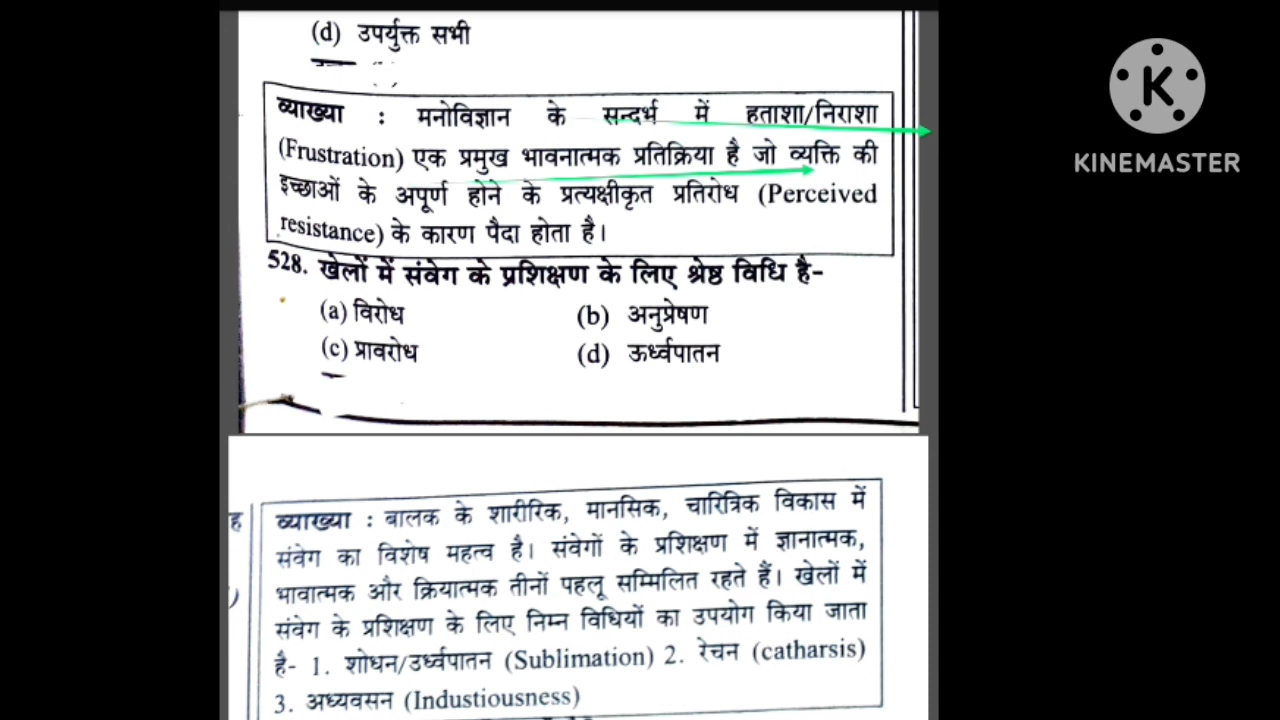 (d) उपर्युक्त सभी
व्याख्या : मनोविज्ञान के सन्दर्भ में हताशा/निराशा
(Frustration) एक प्रमुख भावनात्मक प्रतिक्रिया है जो व्यक्ति की
इच्छाओं के अपूर्ण होने के प्रत्यक्षीकृत प्रतिरोध (Perceived
resistance) के कारण पैदा होता है।
528. खेलों में संवेग के प्रशिक्षण के लिए श्रेष्ठ विधि है-
(a) विरोध (b) अनुप्रेषण
(c) प्रावरोध (d) ऊर्ध्वपातन
व्याख्या : बालक के शारीरिक, मानसिक, चारित्रिक विकास में
संवेग का विशेष महत्व है। संवेगों के प्रशिक्षण में ज्ञानात्मक,
भावात्मक और क्रियात्मक तीनों पहलू सम्मिलित रहते हैं। खेलों में
संवेग के प्रशिक्षण के लिए निम्न विधियों का उपयोग किया जाता
है- 1. शोधन/उर्ध्वपातन (Sublimation) 2. रेचन (catharsis)
3. अध्यवसन (Industiousness)
K
KINEMASTER